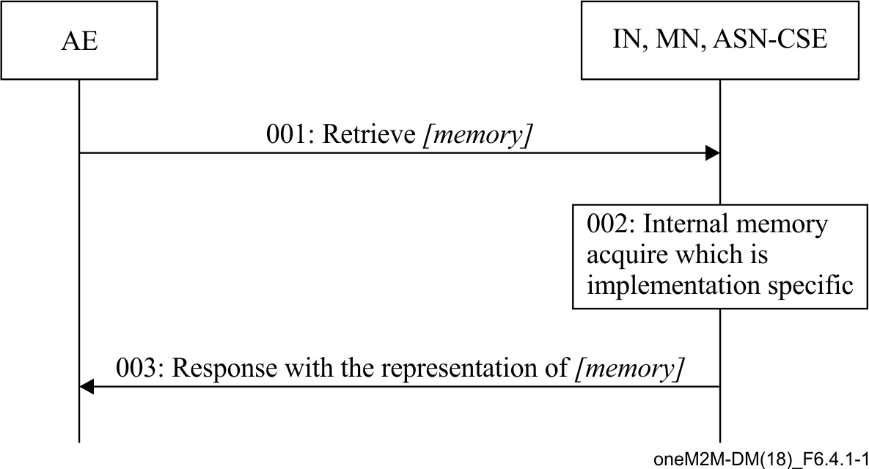 AE
IN, MN, ASN-CSE
001: Retrieve [memory]
002: Internal memory
acquire which is
implementation specific
003: Response with the representation of [memory]
oneM2M-DM(18)_F6.4.1-1